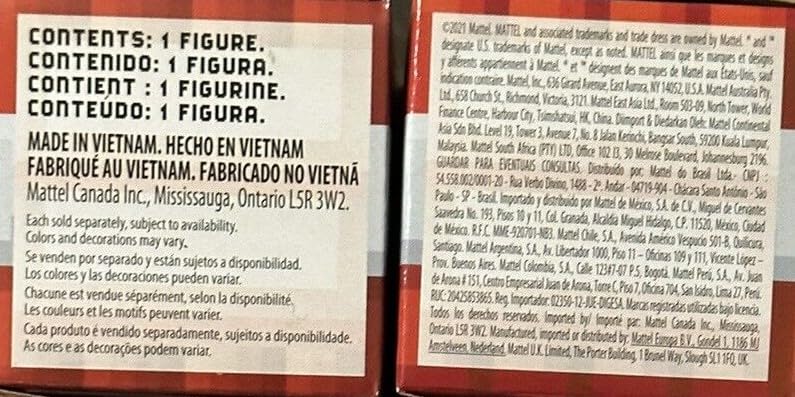 CONTENTS: 1 FIGURE.
CONTENIDO: 1 FIGURA.
CONTIENT : 1 FIGURINE.
CONTEÚDO: 1 FIGURA.
MADE IN VIETNAM. HECHO EN VIETNAM
FABRIQUÉ AU VIETNAM. FABRICADO NO VIETNÃ
Mattel Canada Inc., Mississauga, Ontario L5R 3W2.
Each sold separately, subject to availability.
Colors and decorations may vary.
Se venden por separado y están sujetos a disponibilidad.
Los colores y las decoraciones pueden variar.
Chacune est vendue séparément, selon la disponibilité.
Les couleurs et les motifs peuvent varier.
Cada produto é vendido separadamente, sujeitos a disponibilidade.
As cores e as decorações podem variar.
©2021 Mattel. MATTEL and associated trademarks and trade dress are owned by Mattel. ® and ™
designate U.S. trademarks of Mattel, except as noted. MATTEL ainsi que les marques et designs
y afférents appartiennent à Mattel. ® et ™ désignent des marques de Mattel aux États-Unis, sauf
indication contraire. Mattel, Inc., 636 Girard Avenue, East Aurora, NY 14052, U.S.A. Mattel Australia Pty.
Ltd., 658 Church St., Richmond, Victoria, 3121. Mattel East Asia Ltd., Room 503-09, North Tower, World
Finance Centre, Harbour City, Tsimshatsui, HK, China. Diimport & Diedarkan Oleh: Mattel Continental
Asia Sdn Bhd. Level 19, Tower 3, Avenue 7, No. 8 Jalan Kerinchi, Bangsar South, 59200 Kuala Lumpur,
Malaysia. Mattel South Africa (PTY) LTD, Office 102 I3, 30 Melrose Boulevard, Johannesburg 2196.
GUARDAR PARA EVENTUAIS CONSULTAS. Distribuido por: Mattel do Brasil Ltda.- CNPJ :
54.558.002/0001-20 - Rua Verbo Divino, 1488 - 2º. Andar - 04719-904 - Chácara Santo Antônio - São
Paulo - SP - Brasil. Importado y distribuido por Mattel de México, S.A. de C.V., Miguel de Cervantes
Saavedra No. 193, Pisos 10 y 11, Col. Granada, Alcaldía Miguel Hidalgo, C.P. 11520, México, Ciudad
de México. R.F.C. MME-920701-NB3. Mattel Chile, S.A., Avenida Américo Vespucio 501-B, Quilicura,
Santiago. Mattel Argentina, S.A., Av. Libertador 1000, Piso 11 – Oficinas 109 y 111, Vicente López –
Prov. Buenos Aires. Mattel Colombia, S.A., Calle 123#7-07 P.5, Bogotá. Mattel Perú, S.A., Av. Juan
de Arona # 151, Centro Empresarial Juan de Arona, Torre C, Piso 7, Oficina 704, San Isidro, Lima 27, Perú.
RUC: 20425853865. Reg. Importador: 02350-12-JUE-DIGESA. Marcas registradas utilizadas bajo licencia.
Todos los derechos reservados. Imported by/ Importé par: Mattel Canada Inc., Mississauga,
Ontario L5R 3W2. Manufactured, imported or distributed by: Mattel Europa B.V., Gondel 1, 1186 MJ
Amstelveen, Nederland. Mattel U.K. Limited, The Porter Building, 1 Brunel Way, Slough SL1 1FQ, UK.